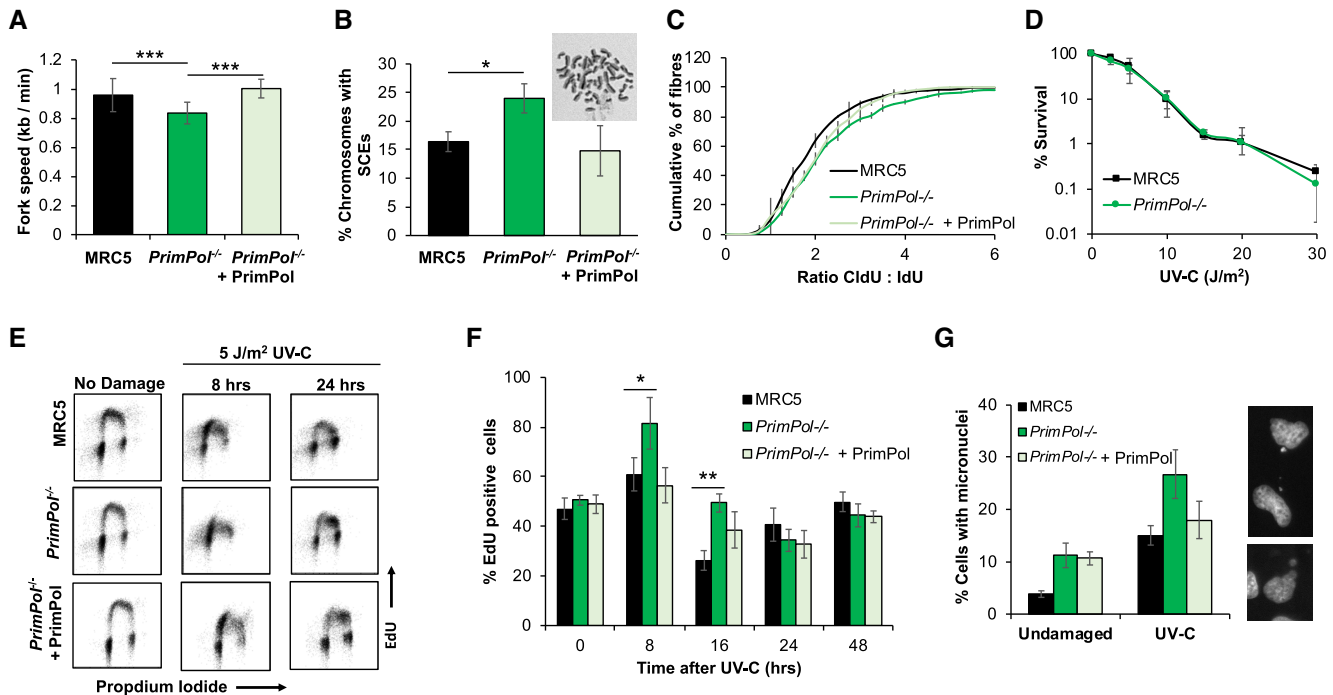 A
Fork speed (kb / min)
1.2
1
0.8
0.6
0.4
0.2
0
***
***
MRC5
PrimPol-/-
PrimPol-/-
+ PrimPol
B
% Chromosomes with
SCEs
30
25
20
15
10
5
0
*
MRC5
PrimPol-/-
PrimPol-/-
+ PrimPol
C
Cumulative % of fibres
100
80
60
40
20
0
MRC5
PrimPol-/-
PrimPol-/- + PrimPol
0 2 4 6
Ratio CldU : IdU
D
% Survival
100
10
1
0.1
0.01
MRC5
PrimPol-/-
0 10 20 30
UV-C (J/m²)
E
5 J/m² UV-C
No Damage 8 hrs 24 hrs
MRC5
PrimPol-/-
PrimPol-/-
+ PrimPol
EdU
Propdium Iodide
F
% EdU positive cells
100
80
60
40
60
0
*
**
MRC5
PrimPol-/-
PrimPol-/- + PrimPol
0 8 16 24 48
Time after UV-C (hrs)
G
% Cells with micronuclei
40
30
20
10
0
MRC5
PrimPol-/-
PrimPol-/- + PrimPol
Undamaged UV-C